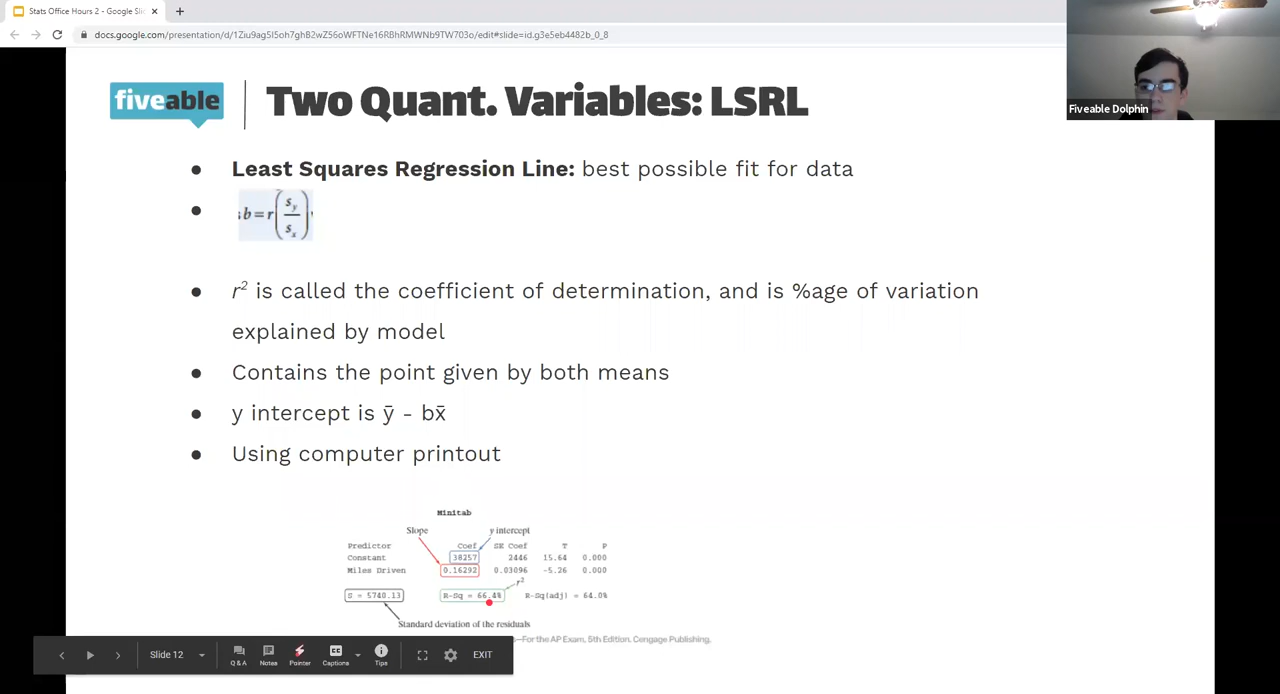 Stats Office Hours 2 - Google Slid
docs.google.com/presentation/d/1Ziu9ag5I5oh7ghB2wZ56oWFTNe16R8hRMWNb9TW703o/edit#slide=id.g3e5eb4482b_0_8
Fiveable Dolphin
fiveable
Two Quant. Variables: LSRL
Least Squares Regression Line: best possible fit for data
b=r(s_y/s_x)
r² is called the coefficient of determination, and is %age of variation
explained by model
Contains the point given by both means
y intercept is ȳ - bx̄
Using computer printout
Minitab
Slope y intercept
Predictor Coef SE Coef T P
Constant 38257 2446 15.64 0.000
Miles Driven 0.16292 0.03096 -5.26 0.000
r²
S = 5740.13 R-Sq = 66.4% R-Sq(adj) = 64.0%
Standard deviation of the residuals
For the AP Exam, 5th Edition. Cengage Publishing.
Slide 12 Q&A Notes Pointer Captions Tips EXIT